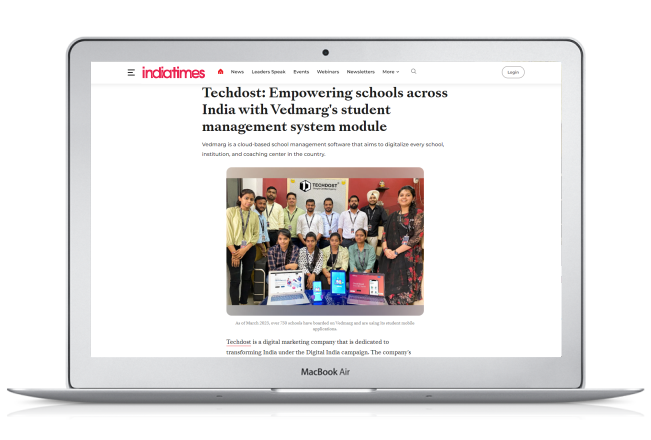 indiatimes
News Leaders Speak Events Webinars Newsletters More
Login
Techdost: Empowering schools across
India with Vedmarg's student
management system module
Vedmarg is a cloud-based school management software that aims to digitalize every school,
institution, and coaching center in the country.
TECHDOST
As of March 2023, over 750 schools have boarded on Vedmarg and are using its student mobile
applications.
Techdost is a digital marketing company that is dedicated to
transforming India under the Digital India campaign. The company's
MacBook Air